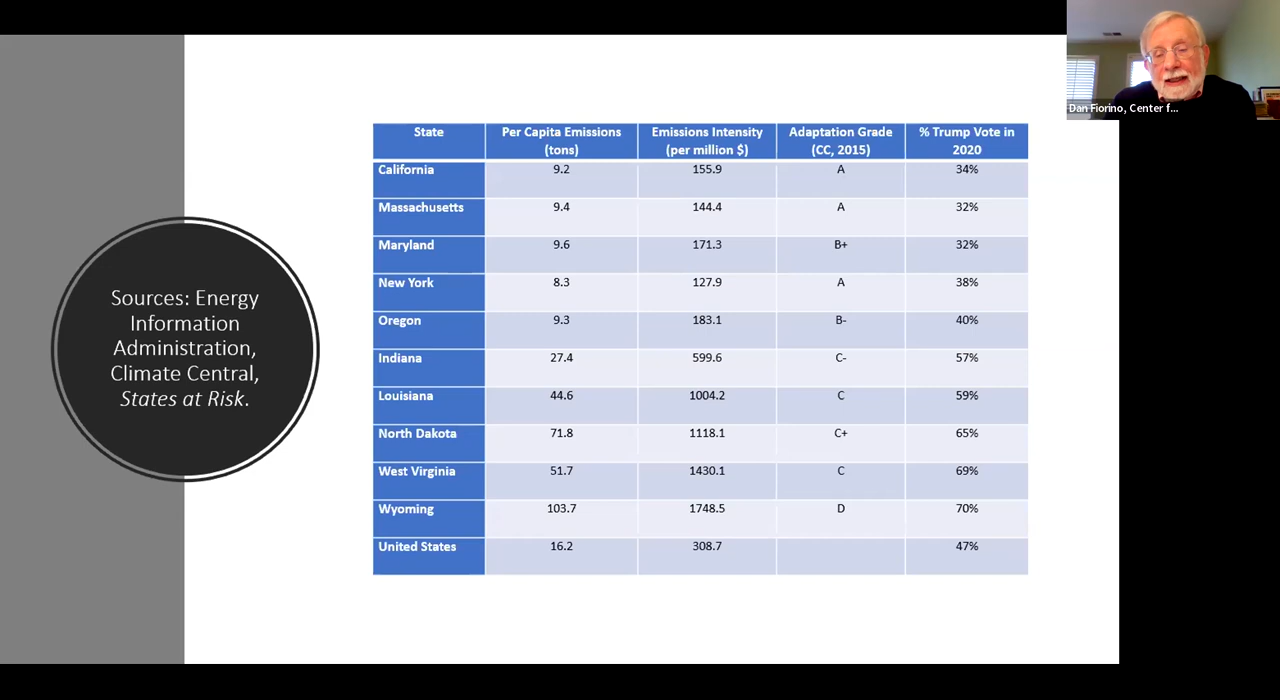 Dan Fiorino, Center f...
Sources: Energy
Information
Administration,
Climate Central,
States at Risk.
State Per Capita Emissions (tons) Emissions Intensity (per million $) Adaptation Grade (CC, 2015) % Trump Vote in 2020
California 9.2 155.9 A 34%
Massachusetts 9.4 144.4 A 32%
Maryland 9.6 171.3 B+ 32%
New York 8.3 127.9 A 38%
Oregon 9.3 183.1 B- 40%
Indiana 27.4 599.6 C- 57%
Louisiana 44.6 1004.2 C 59%
North Dakota 71.8 1118.1 C+ 65%
West Virginia 51.7 1430.1 C 69%
Wyoming 103.7 1748.5 D 70%
United States 16.2 308.7 47%